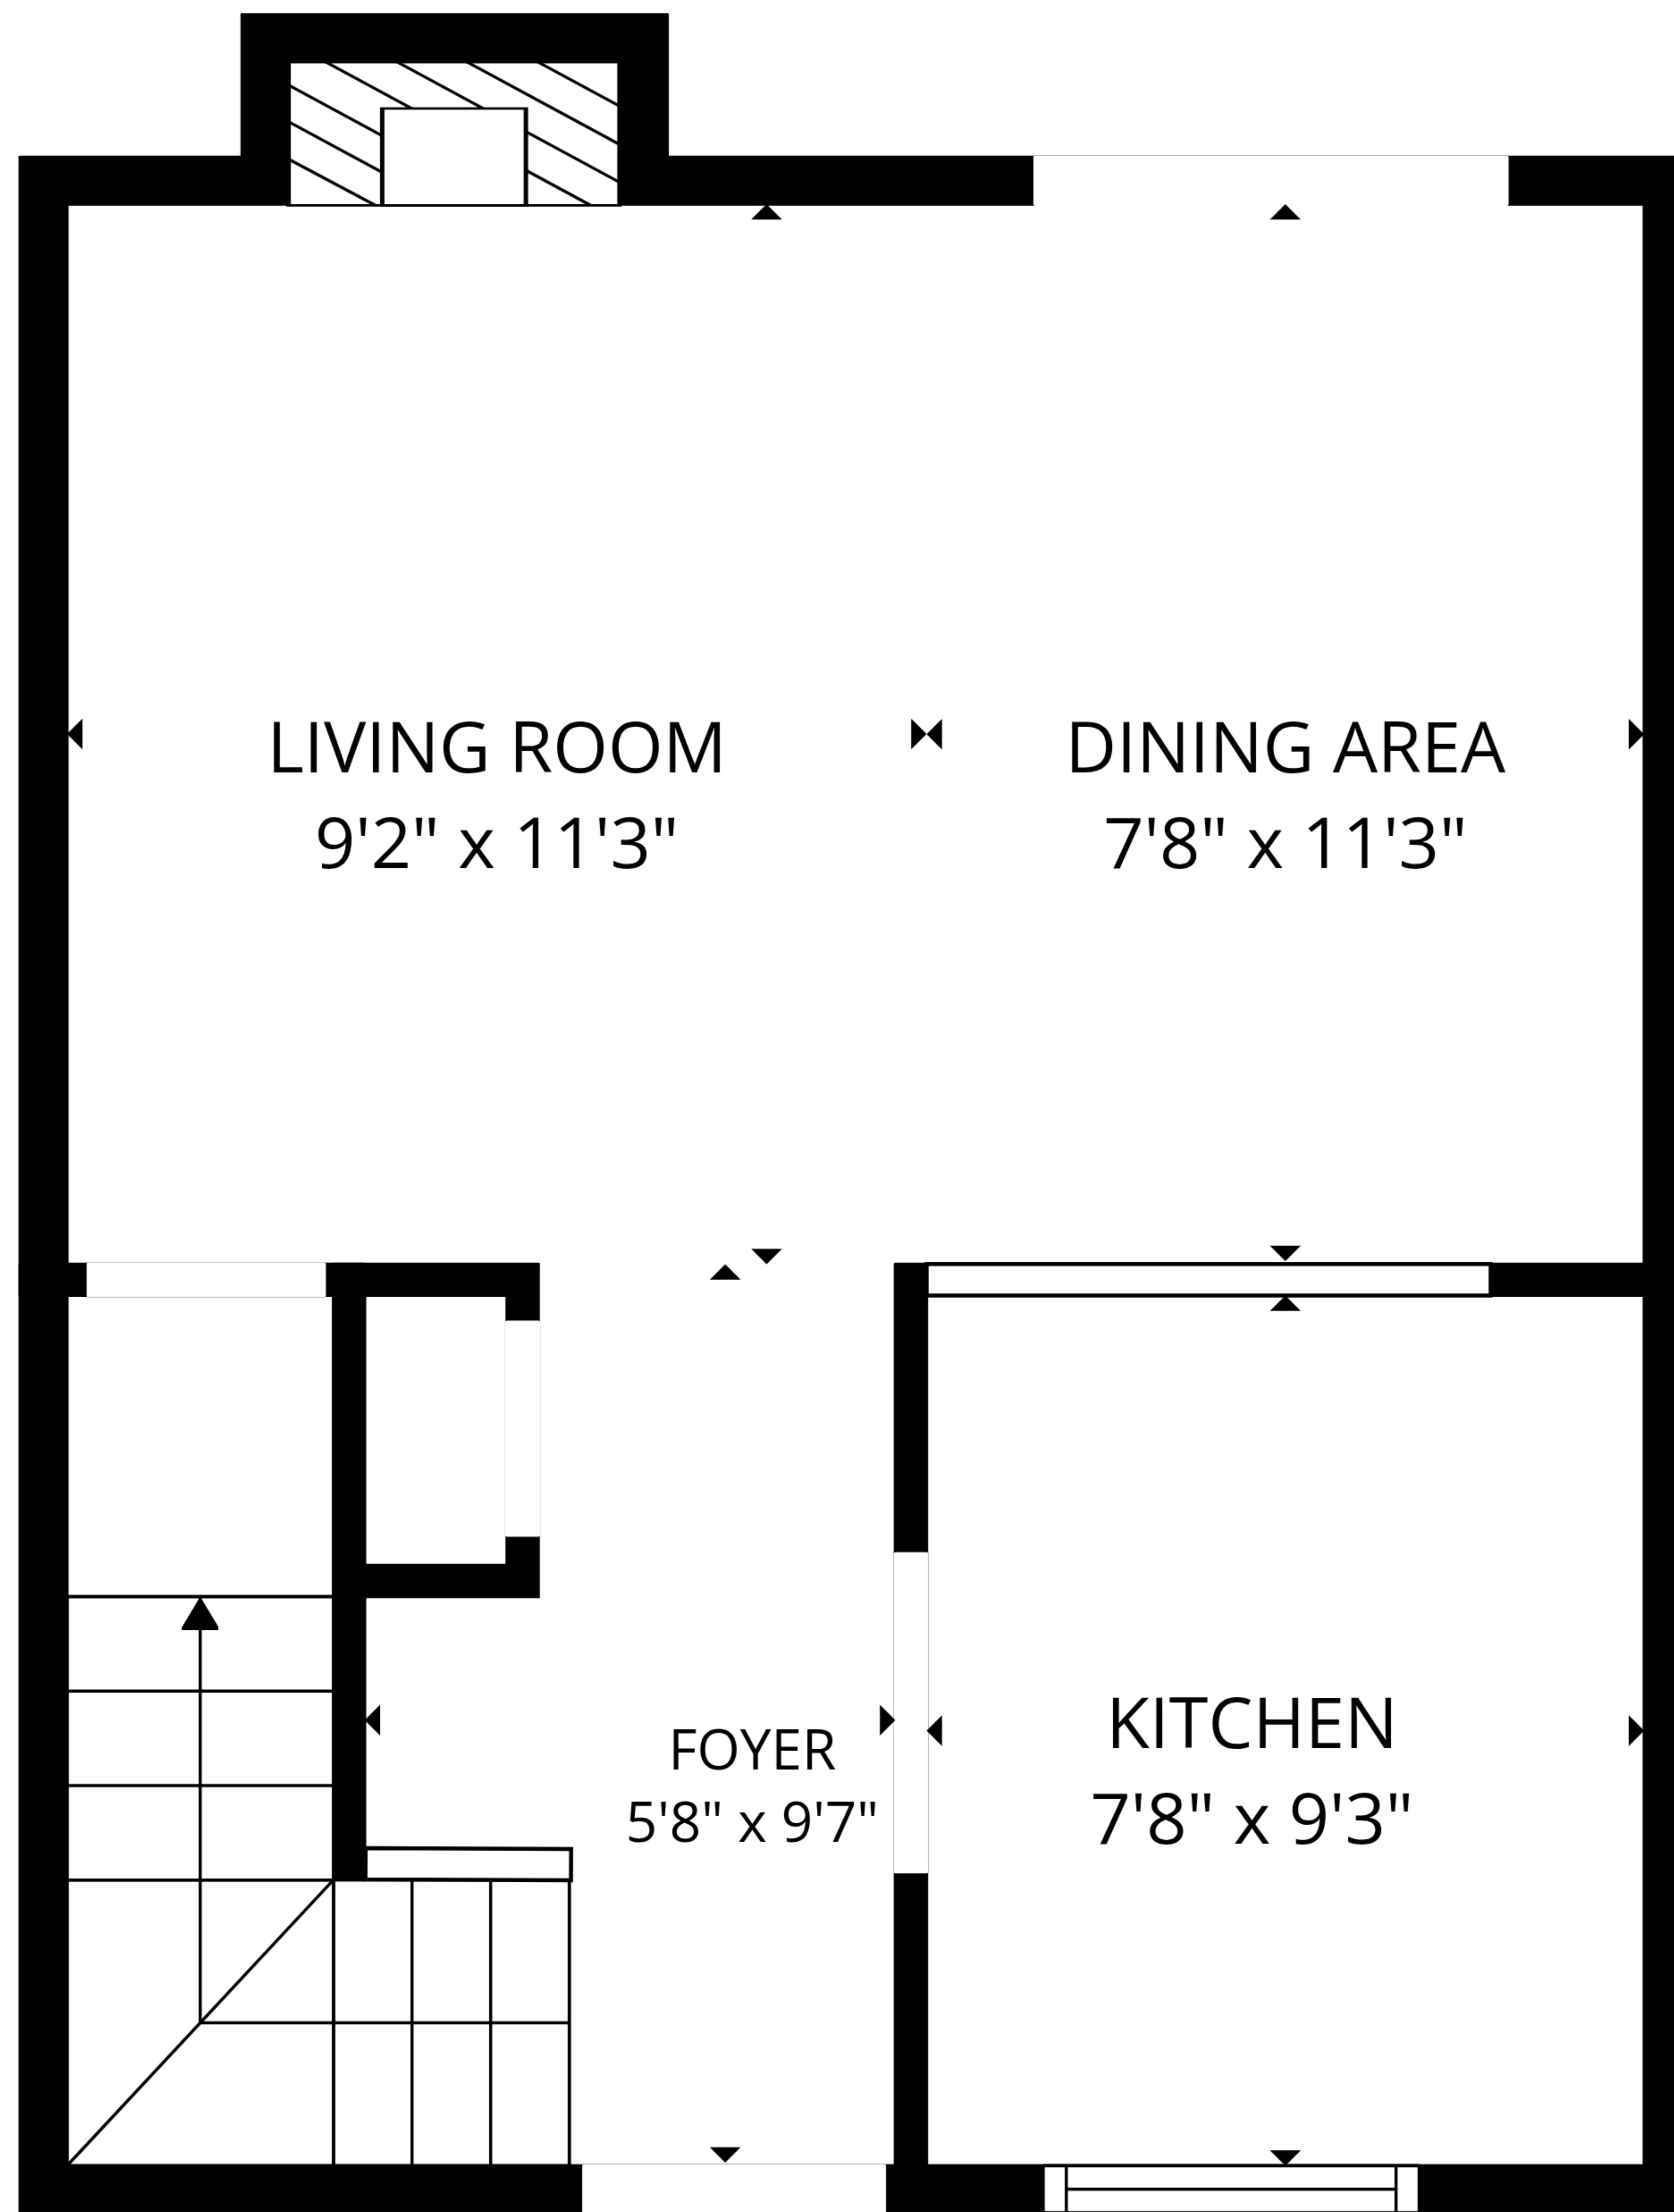 LIVING ROOM
9'2" x 11'3"
DINING AREA
7'8" x 11'3"
FOYER
5'8" x 9'7"
KITCHEN
7'8" x 9'3"